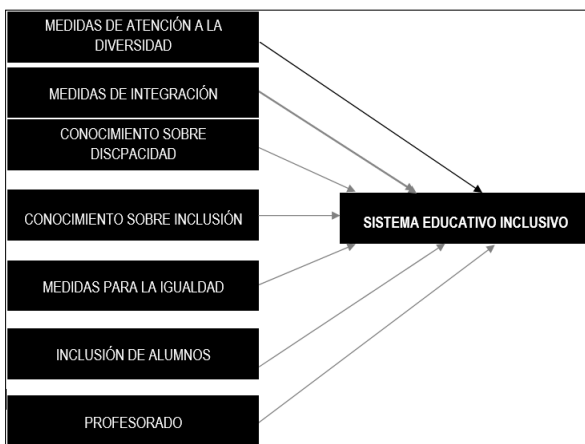 MEDIDAS DE ATENCIÓN A LA
DIVERSIDAD
MEDIDAS DE INTEGRACIÓN
CONOCIMIENTO SOBRE
DISCPACIDAD
CONOCIMIENTO SOBRE INCLUSIÓN
SISTEMA EDUCATIVO INCLUSIVO
MEDIDAS PARA LA IGUALDAD
INCLUSIÓN DE ALUMNOS
PROFESORADO